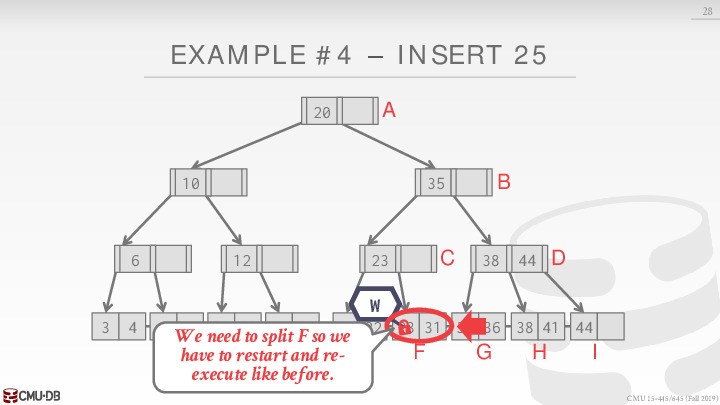 28
EXAMPLE #4 – INSERT 25
20 A
10 35 B
6 12 23 C 38 44 D
W
3 4 31 36 38 41 44
We need to split F so we
have to restart and re-
execute like before.
F G H I
CMU-DB
CMU 15-445/645 (Fall 2019)